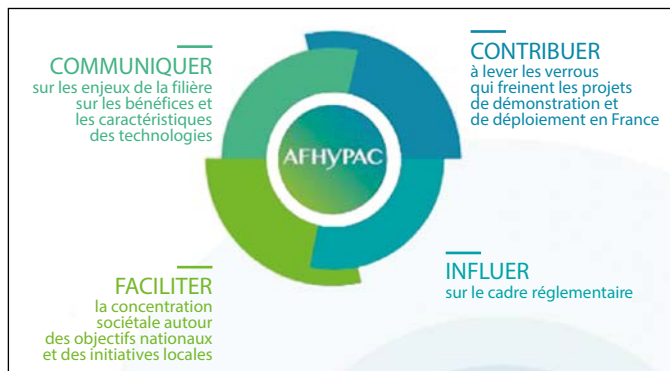 COMMUNIQUER
sur les enjeux de la filière
sur les bénéfices et
les caractéristiques
des technologies
CONTRIBUER
à lever les verrous
qui freinent les projets
de démonstration et
de déploiement en France
AFHYPAC
FACILITER
la concentration
sociétale autour
des objectifs nationaux
et des initiatives locales
INFLUER
sur le cadre réglementaire